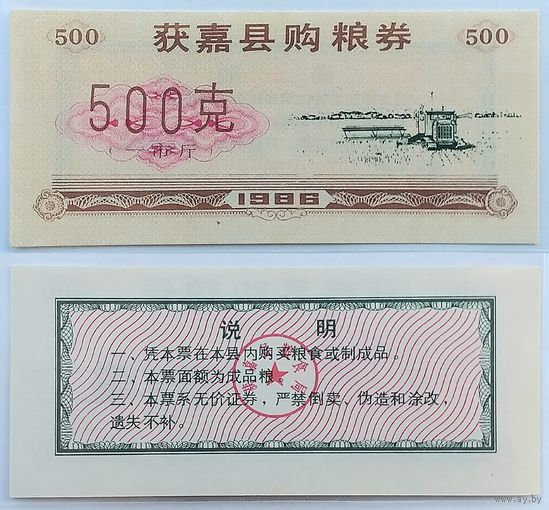 500 获嘉县购粮券 500
500克
一市斤
1986
说 明
一、凭本票在本县内购买粮食或制成品。
二、本票面额为成品粮。
三、本票系无价证券，严禁倒卖、伪造和涂改，
遗失不补。
www.ay.by